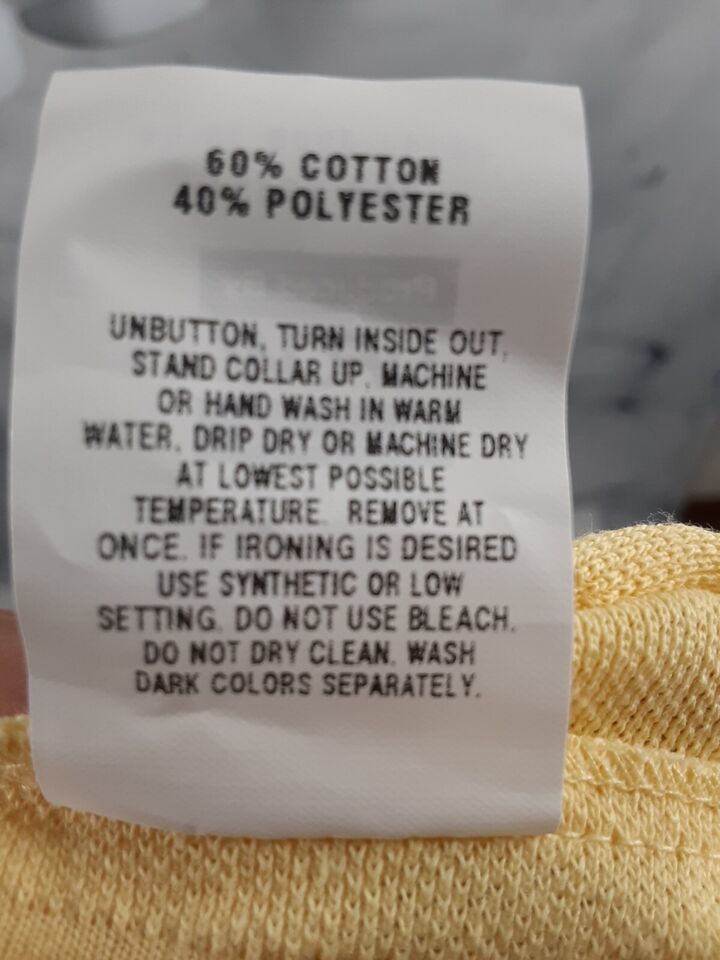 60% COTTON
40% POLYESTER
UNBUTTON, TURN INSIDE OUT,
STAND COLLAR UP. MACHINE
OR HAND WASH IN WARM
WATER. DRIP DRY OR MACHINE DRY
AT LOWEST POSSIBLE
TEMPERATURE. REMOVE AT
ONCE. IF IRONING IS DESIRED
USE SYNTHETIC OR LOW
SETTING. DO NOT USE BLEACH.
DO NOT DRY CLEAN. WASH
DARK COLORS SEPARATELY.